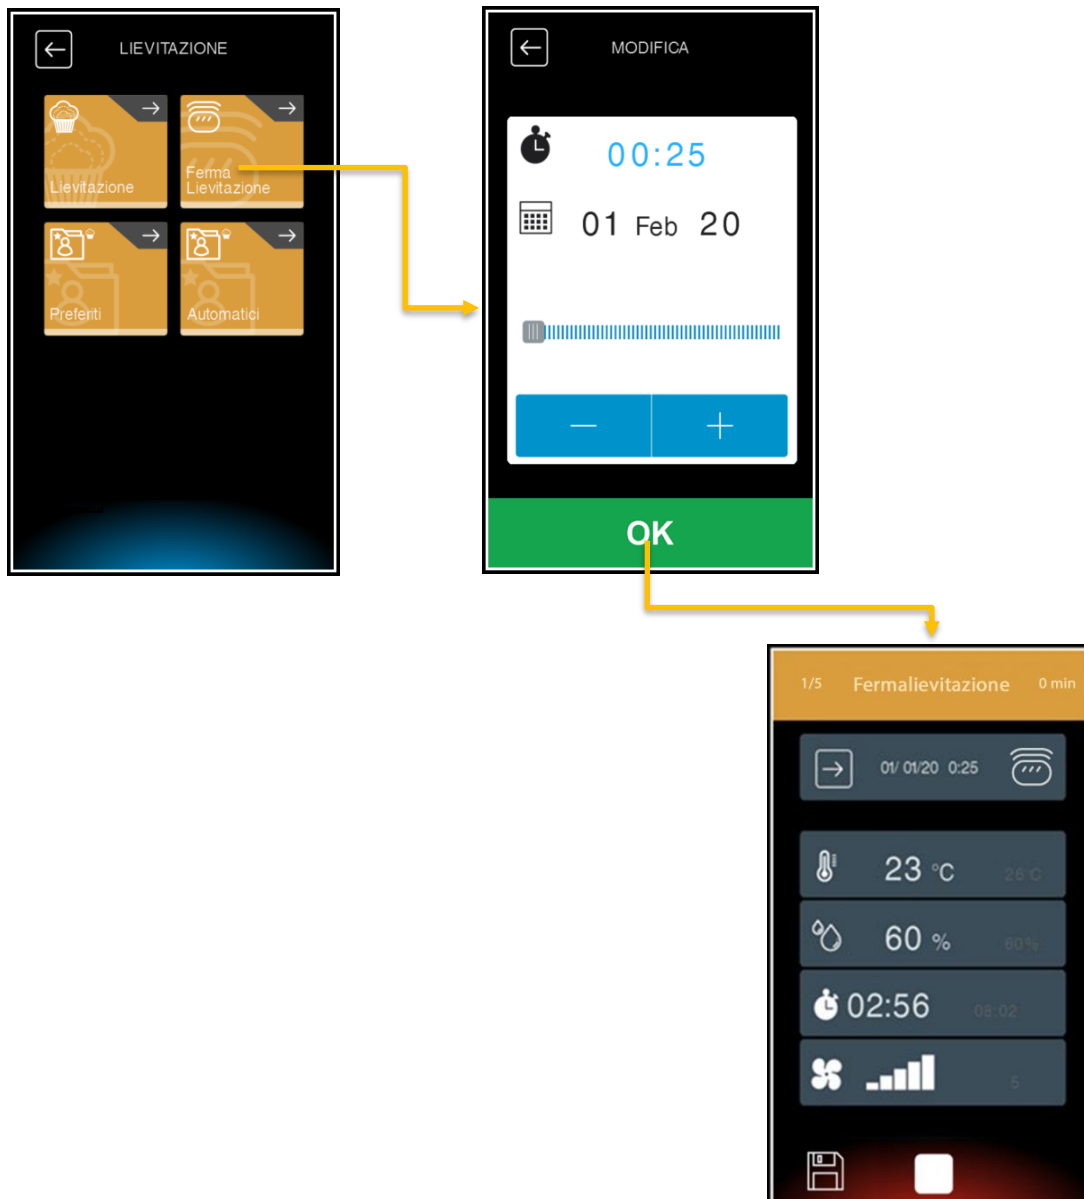 LIEVITAZIONE
Lievitazione
Ferma
Lievitazione
Preferiti
Automatici
MODIFICA
00:25
01 Feb 20
OK
1/5 Fermalievitazione 0 min
01/ 01/20 0:25
23 °C 26°C
60 % 60%
02:56 08:02
5